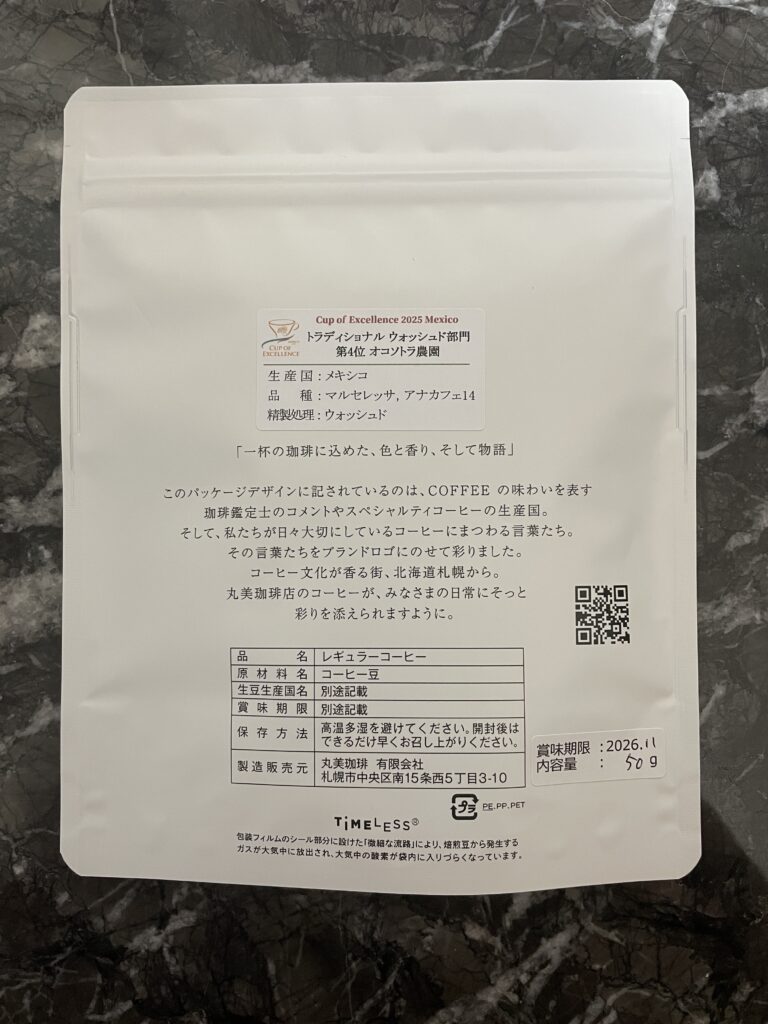 Cup of Excellence 2025 Mexico
トラディショナル ウォッシュド部門
第4位 オコソトラ農園
CUP OF
EXCELLENCE
生産国：メキシコ
品　種：マルセレッサ, アナカフェ14
精製処理：ウォッシュド
「一杯の珈琲に込めた、色と香り、そして物語」
このパッケージデザインに記されているのは、COFFEE の味わいを表す
珈琲鑑定士のコメントやスペシャルティコーヒーの生産国。
そして、私たちが日々大切にしているコーヒーにまつわる言葉たち。
その言葉たちをブランドロゴにのせて彩りました。
コーヒー文化が香る街、北海道札幌から。
丸美珈琲店のコーヒーが、みなさまの日常にそっと
彩りを添えられますように。
品名 レギュラーコーヒー
原材料名 コーヒー豆
生豆生産国名 別途記載
賞味期限 別途記載
保存方法 高温多湿を避けてください。開封後は
できるだけ早くお召し上がりください。
製造販売元 丸美珈琲 有限会社
札幌市中央区南15条西5丁目3-10
賞味期限：2026.11
内容量：50g
プラ PE.PP.PET
TiMELESS®
包装フィルムのシール部分に設けた「微細な流路」により、焙煎豆から発生する
ガスが大気中に放出され、大気中の酸素が袋内に入りづらくなっています。